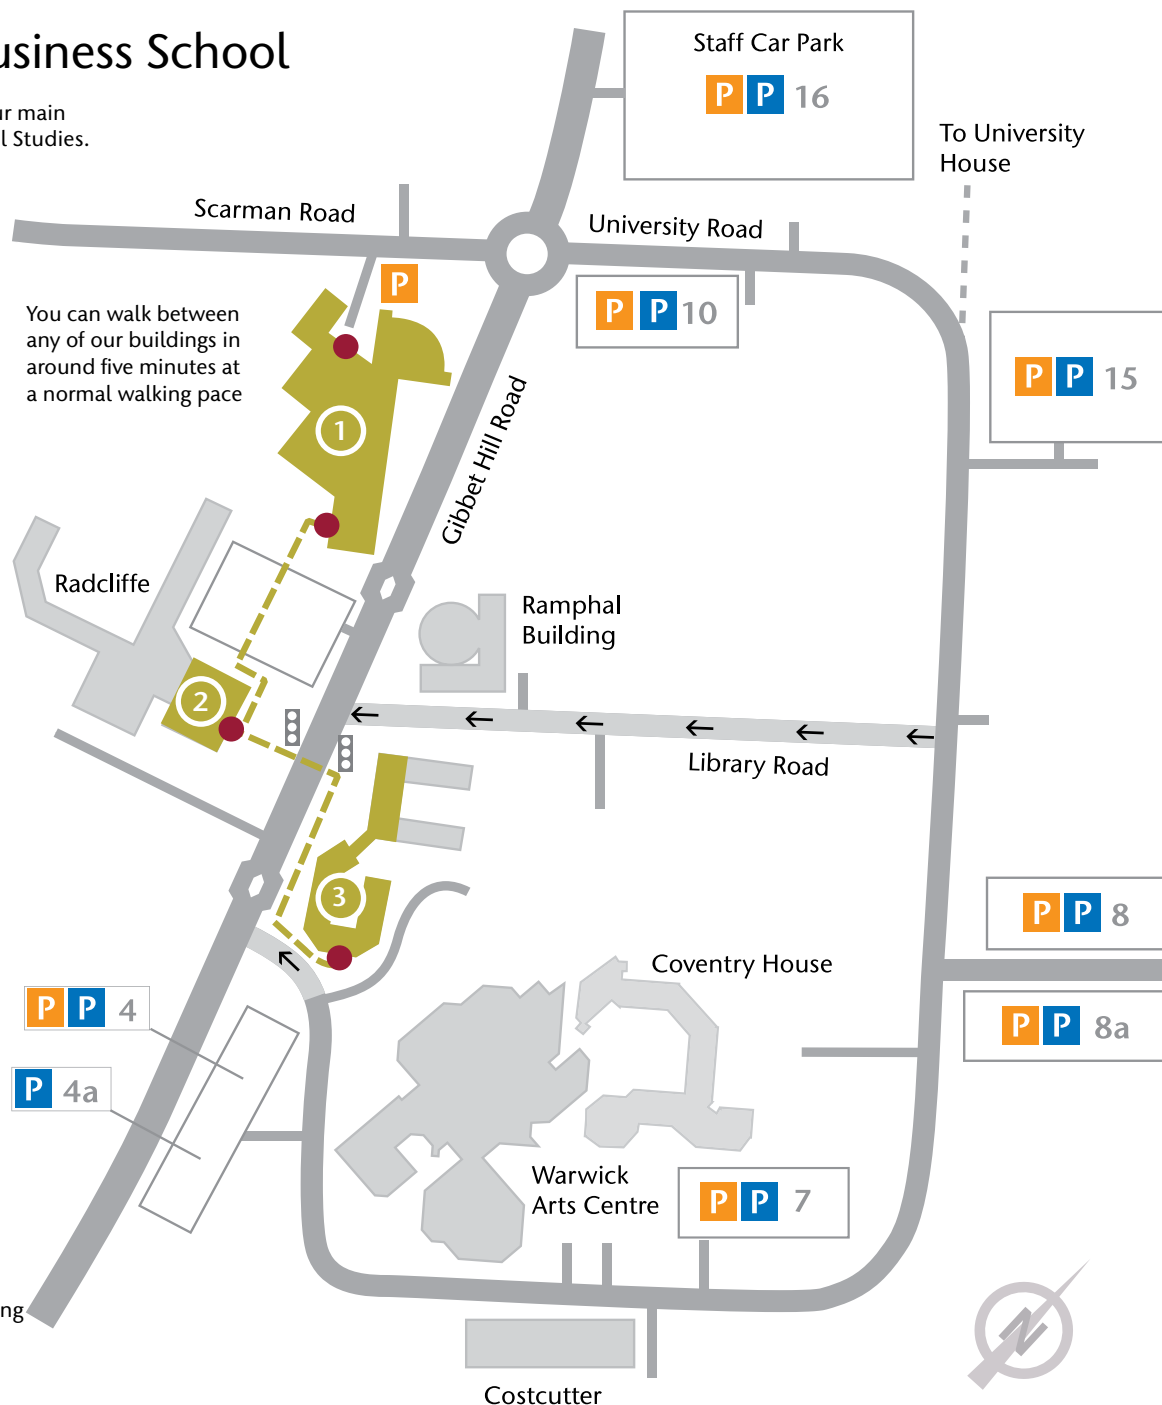 usiness School
ur main
l Studies.
Staff Car Park
P P 16
To University
House
Scarman Road
University Road
P
P P 10
You can walk between
any of our buildings in
around five minutes at
a normal walking pace
P P 15
1
Gibbet Hill Road
Radcliffe
Ramphal
Building
2
Library Road
3
P P 8
Coventry House
P P 4
P P 8a
P 4a
Warwick
Arts Centre
P P 7
ng
N
Costcutter